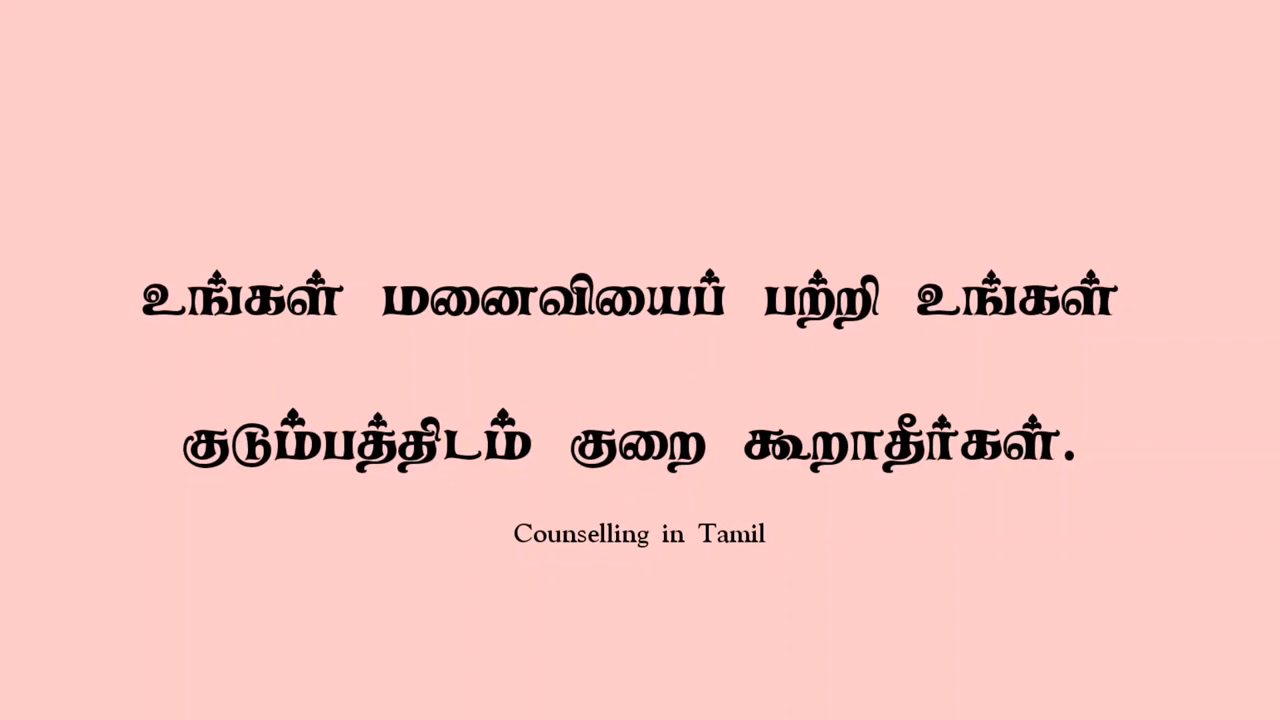 உங்கள் மனைவியைப் பற்றி உங்கள்
குடும்பத்திடம் குறை கூறாதீர்கள்.
Counselling in Tamil